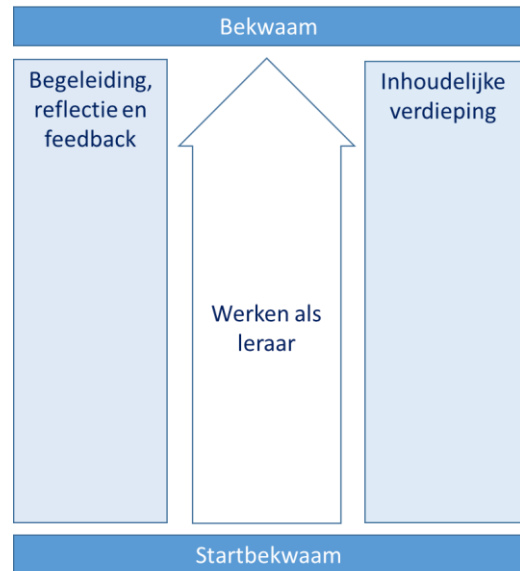 Bekwaam
Begeleiding,
reflectie en
feedback
Inhoudelijke
verdieping
Werken als
leraar
Startbekwaam